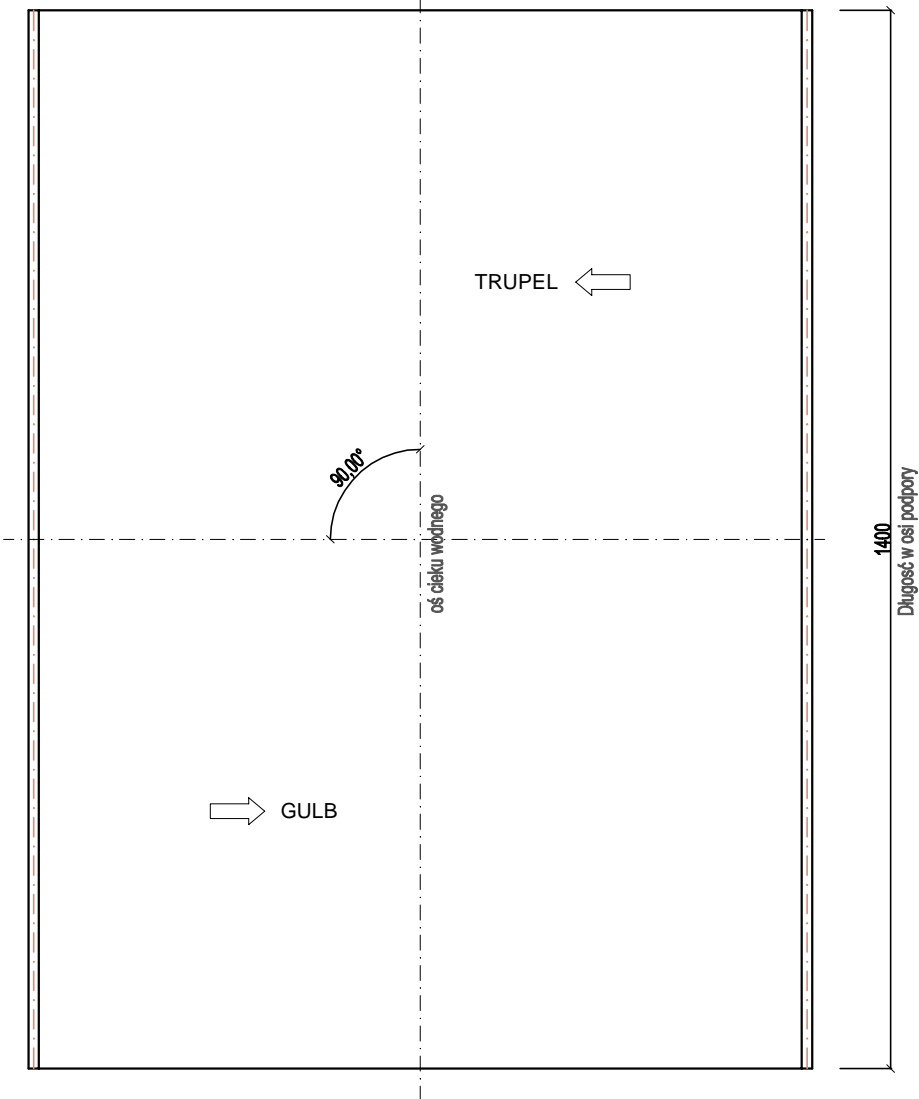 TRUPEL
90,00°
oś cieku wodnego
1400
Długość w osi podpory
GULB